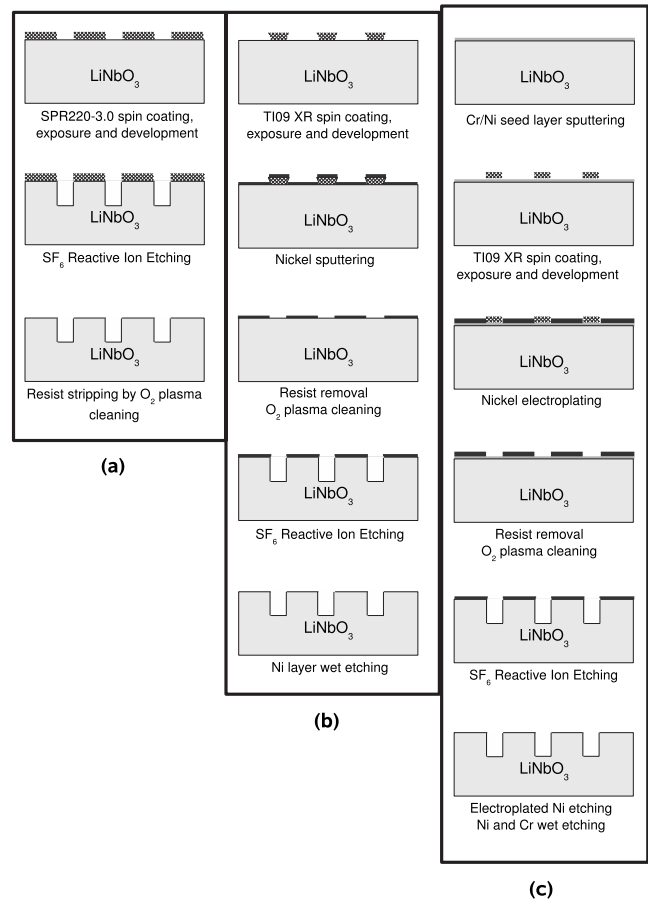 LiNbO3
SPR220-3.0 spin coating,
exposure and development
LiNbO3
SF6 Reactive Ion Etching
LiNbO3
Resist stripping by O2 plasma
cleaning
(a)
LiNbO3
TI09 XR spin coating,
exposure and development
LiNbO3
Nickel sputtering
LiNbO3
Resist removal
O2 plasma cleaning
LiNbO3
SF6 Reactive Ion Etching
LiNbO3
Ni layer wet etching
(b)
LiNbO3
Cr/Ni seed layer sputtering
LiNbO3
TI09 XR spin coating,
exposure and development
LiNbO3
Nickel electroplating
LiNbO3
Resist removal
O2 plasma cleaning
LiNbO3
SF6 Reactive Ion Etching
LiNbO3
Electroplated Ni etching
Ni and Cr wet etching
(c)